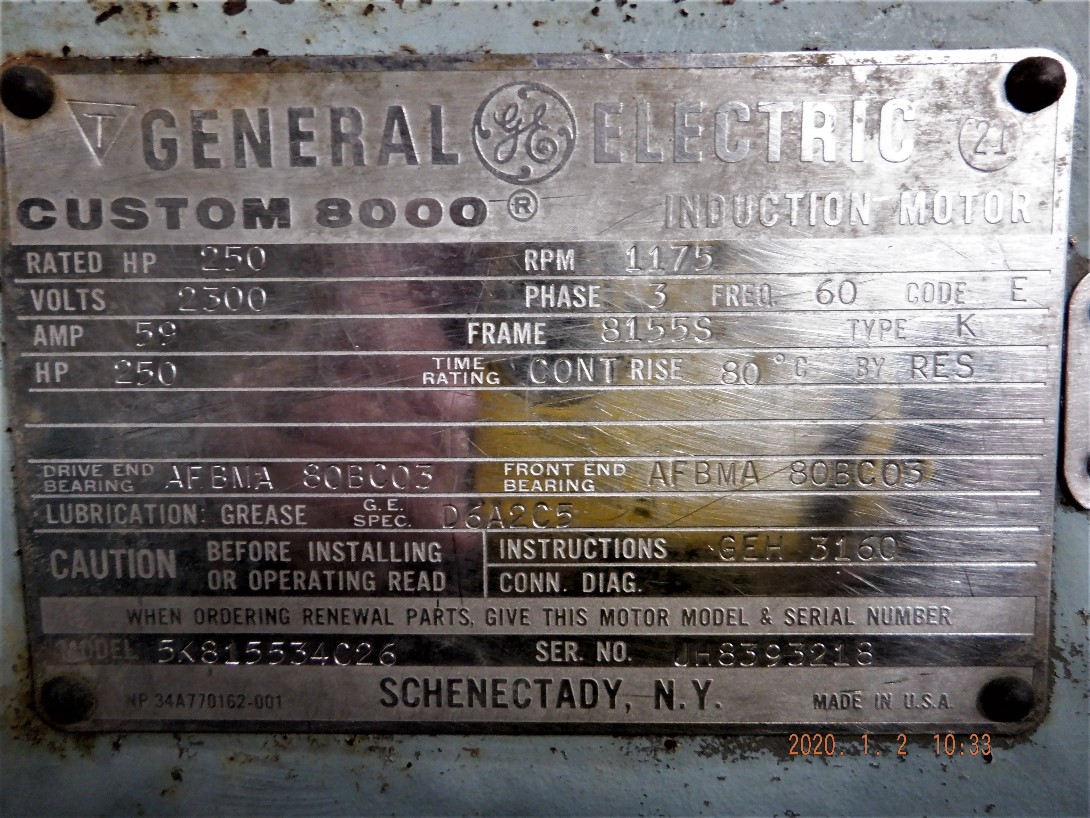 T GENERAL GE ELECTRIC 21
CUSTOM 8000 ® INDUCTION MOTOR
RATED HP 250 RPM 1175
VOLTS 2300 PHASE 3 FREQ. 60 CODE E
AMP 59 FRAME 8155S TYPE K
HP 250 TIME RATING CONT RISE 80 °C BY RES
DRIVE END BEARING AFBMA 80BC03 FRONT END BEARING AFBMA 80BC03
LUBRICATION: GREASE G.E. SPEC. D6A2C5
CAUTION BEFORE INSTALLING OR OPERATING READ
INSTRUCTIONS GEH 3160
CONN. DIAG.
WHEN ORDERING RENEWAL PARTS, GIVE THIS MOTOR MODEL & SERIAL NUMBER
MODEL 5K815534C26 SER. NO. JH8393218
NP 34A770162-001 SCHENECTADY, N.Y. MADE IN U.S.A.
2020. 1. 2 10:33